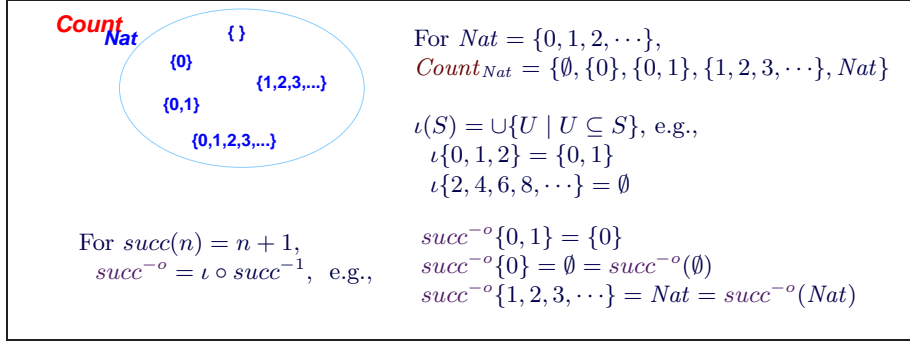 Count
Nat
{ }
{0}
{1,2,3,...}
{0,1}
{0,1,2,3,...}
For Nat = {0, 1, 2, ···},
Count_Nat = {∅, {0}, {0, 1}, {1, 2, 3, ···}, Nat}
ι(S) = ∪{U | U ⊆ S}, e.g.,
ι{0, 1, 2} = {0, 1}
ι{2, 4, 6, 8, ···} = ∅
For succ(n) = n + 1,
succ⁻ᵒ = ι ∘ succ⁻¹, e.g.,
succ⁻ᵒ{0, 1} = {0}
succ⁻ᵒ{0} = ∅ = succ⁻ᵒ(∅)
succ⁻ᵒ{1, 2, 3, ···} = Nat = succ⁻ᵒ(Nat)